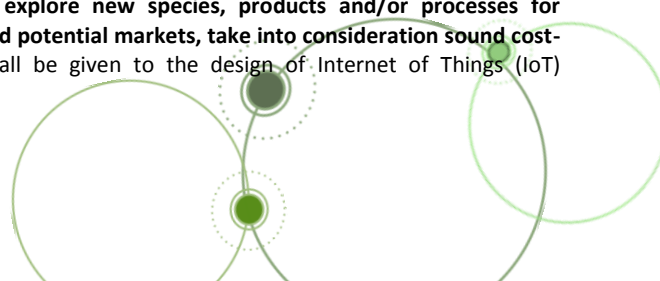 explore new species, products and/or processes for
d potential markets, take into consideration sound cost-
all be given to the design of Internet of Things (IoT)